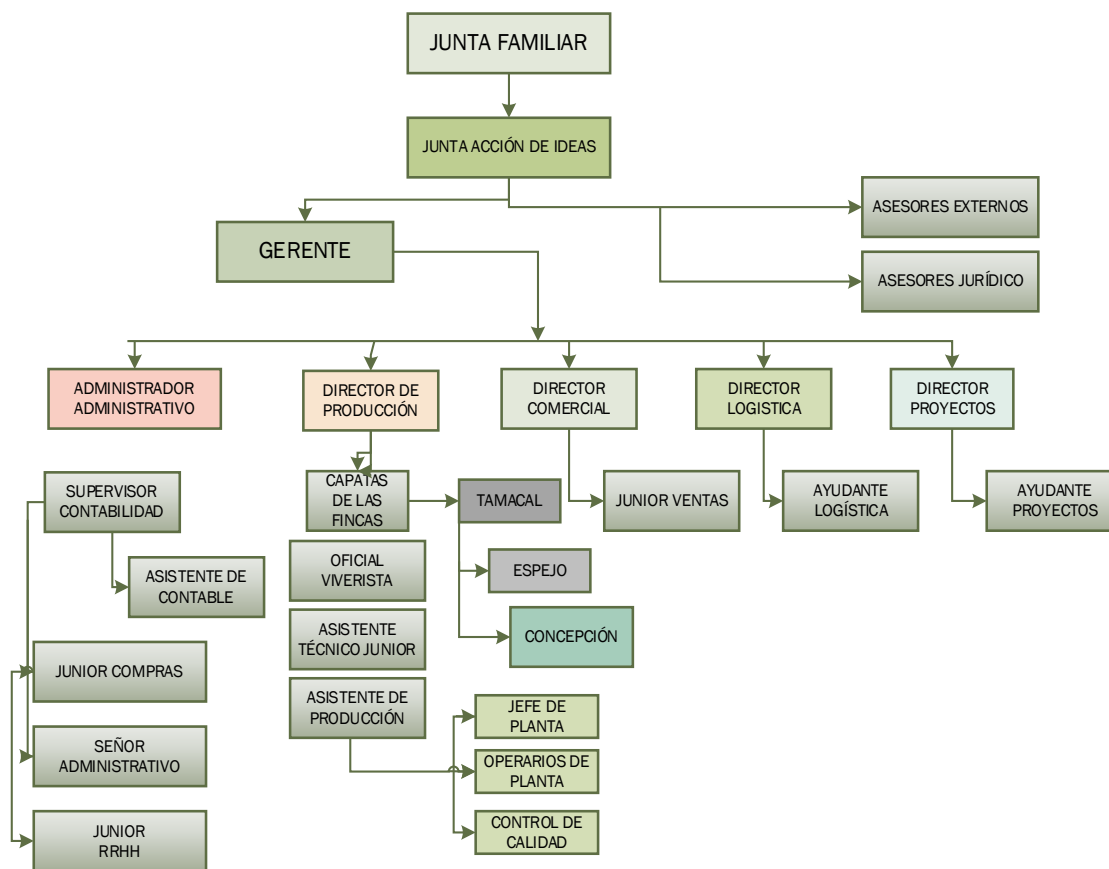 JUNTA FAMILIAR
JUNTA ACCIÓN DE IDEAS
ASESORES EXTERNOS
GERENTE
ASESORES JURÍDICO
ADMINISTRADOR
ADMINISTRATIVO
DIRECTOR DE
PRODUCCIÓN
DIRECTOR
COMERCIAL
DIRECTOR
LOGISTICA
DIRECTOR
PROYECTOS
SUPERVISOR
CONTABILIDAD
CAPATAS
DE LAS
FINCAS
TAMACAL
JUNIOR VENTAS
AYUDANTE
LOGÍSTICA
AYUDANTE
PROYECTOS
ASISTENTE DE
CONTABLE
OFICIAL
VIVERISTA
ESPEJO
ASISTENTE
TÉCNICO JUNIOR
CONCEPCIÓN
JUNIOR COMPRAS
ASISTENTE DE
PRODUCCIÓN
JEFE DE
PLANTA
SEÑOR
ADMINISTRATIVO
OPERARIOS DE
PLANTA
JUNIOR
RRHH
CONTROL DE
CALIDAD